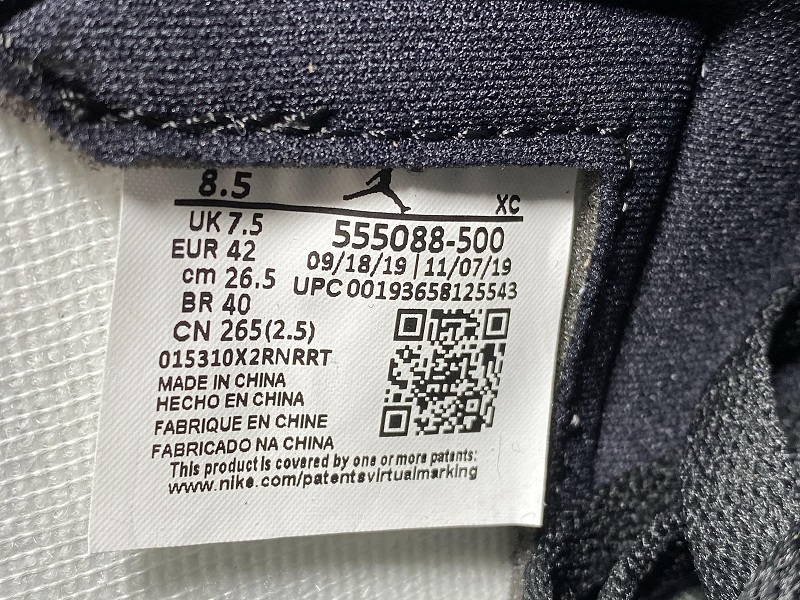 8.5
XC
UK 7.5
EUR 42
cm 26.5
BR 40
CN 265(2.5)
555088-500
09/18/19 | 11/07/19
UPC 00193658125543
015310X2RNRRT
MADE IN CHINA
HECHO EN CHINA
FABRIQUE EN CHINE
FABRICADO NA CHINA
This product is covered by one or more patents:
www.nike.com/patentsvirtualmarking